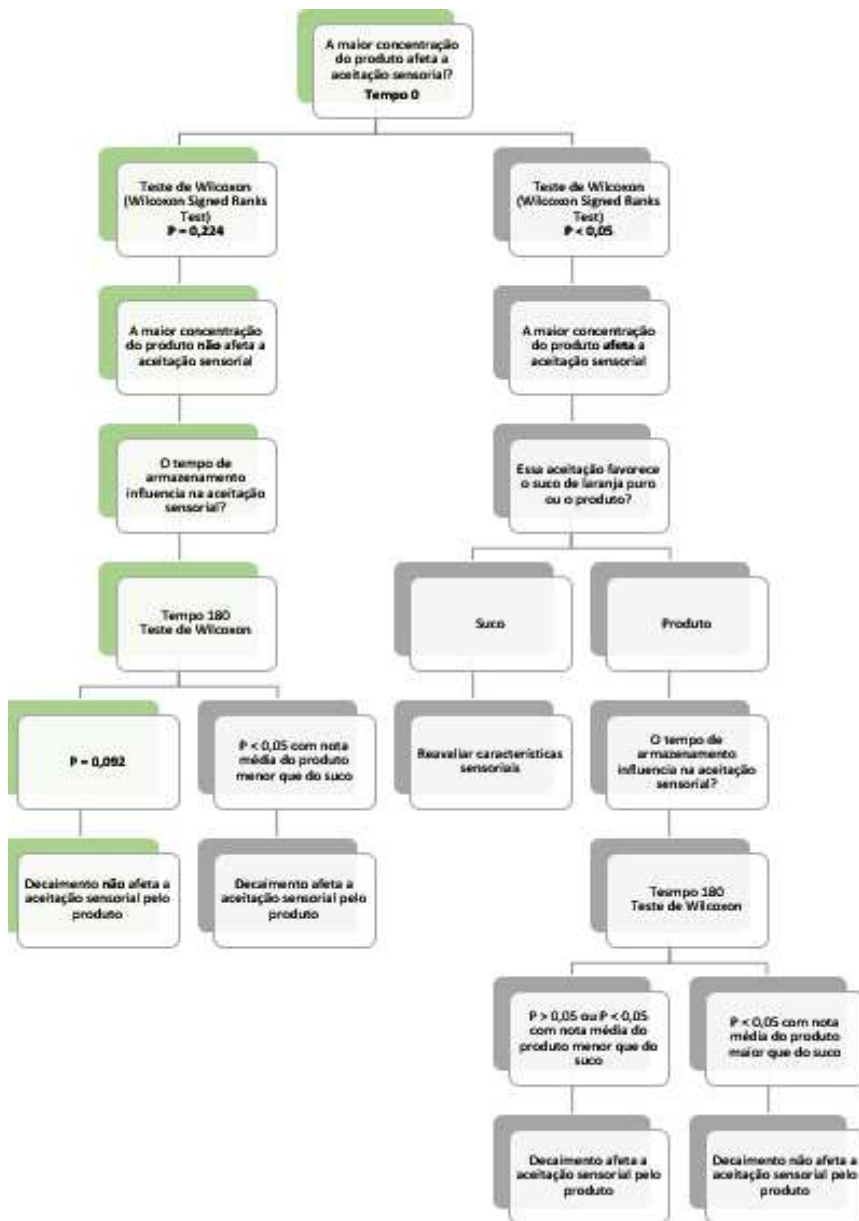 A maior concentração
do produto afeta a
aceitação sensorial?
Tempo 0
Teste de Wilcoxon
(Wilcoxon Signed Ranks
Test)
P = 0,224
Teste de Wilcoxon
(Wilcoxon Signed Ranks
Test)
P < 0,05
A maior concentração
do produto não afeta a
aceitação sensorial
A maior concentração
do produto afeta a
aceitação sensorial
O tempo de
armazenamento
influencia na aceitação
sensorial?
Essa aceitação favorece
o suco de laranja puro
ou o produto?
Tempo 180
Teste de Wilcoxon
Suco
Produto
P = 0,092
P < 0,05 com nota
média do produto
menor que do suco
Reavaliar características
sensoriais
O tempo de
armazenamento
influencia na aceitação
sensorial?
Decaimento não afeta a
aceitação sensorial pelo
produto
Decaimento afeta a
aceitação sensorial pelo
produto
Tesmpo 180
Teste de Wilcoxon
P > 0,05 ou P < 0,05
com nota média do
produto menor que do
suco
P < 0,05 com nota
média do produto
maior que do suco
Decaimento afeta a
aceitação sensorial pelo
produto
Decaimento não afeta a
aceitação sensorial pelo
produto